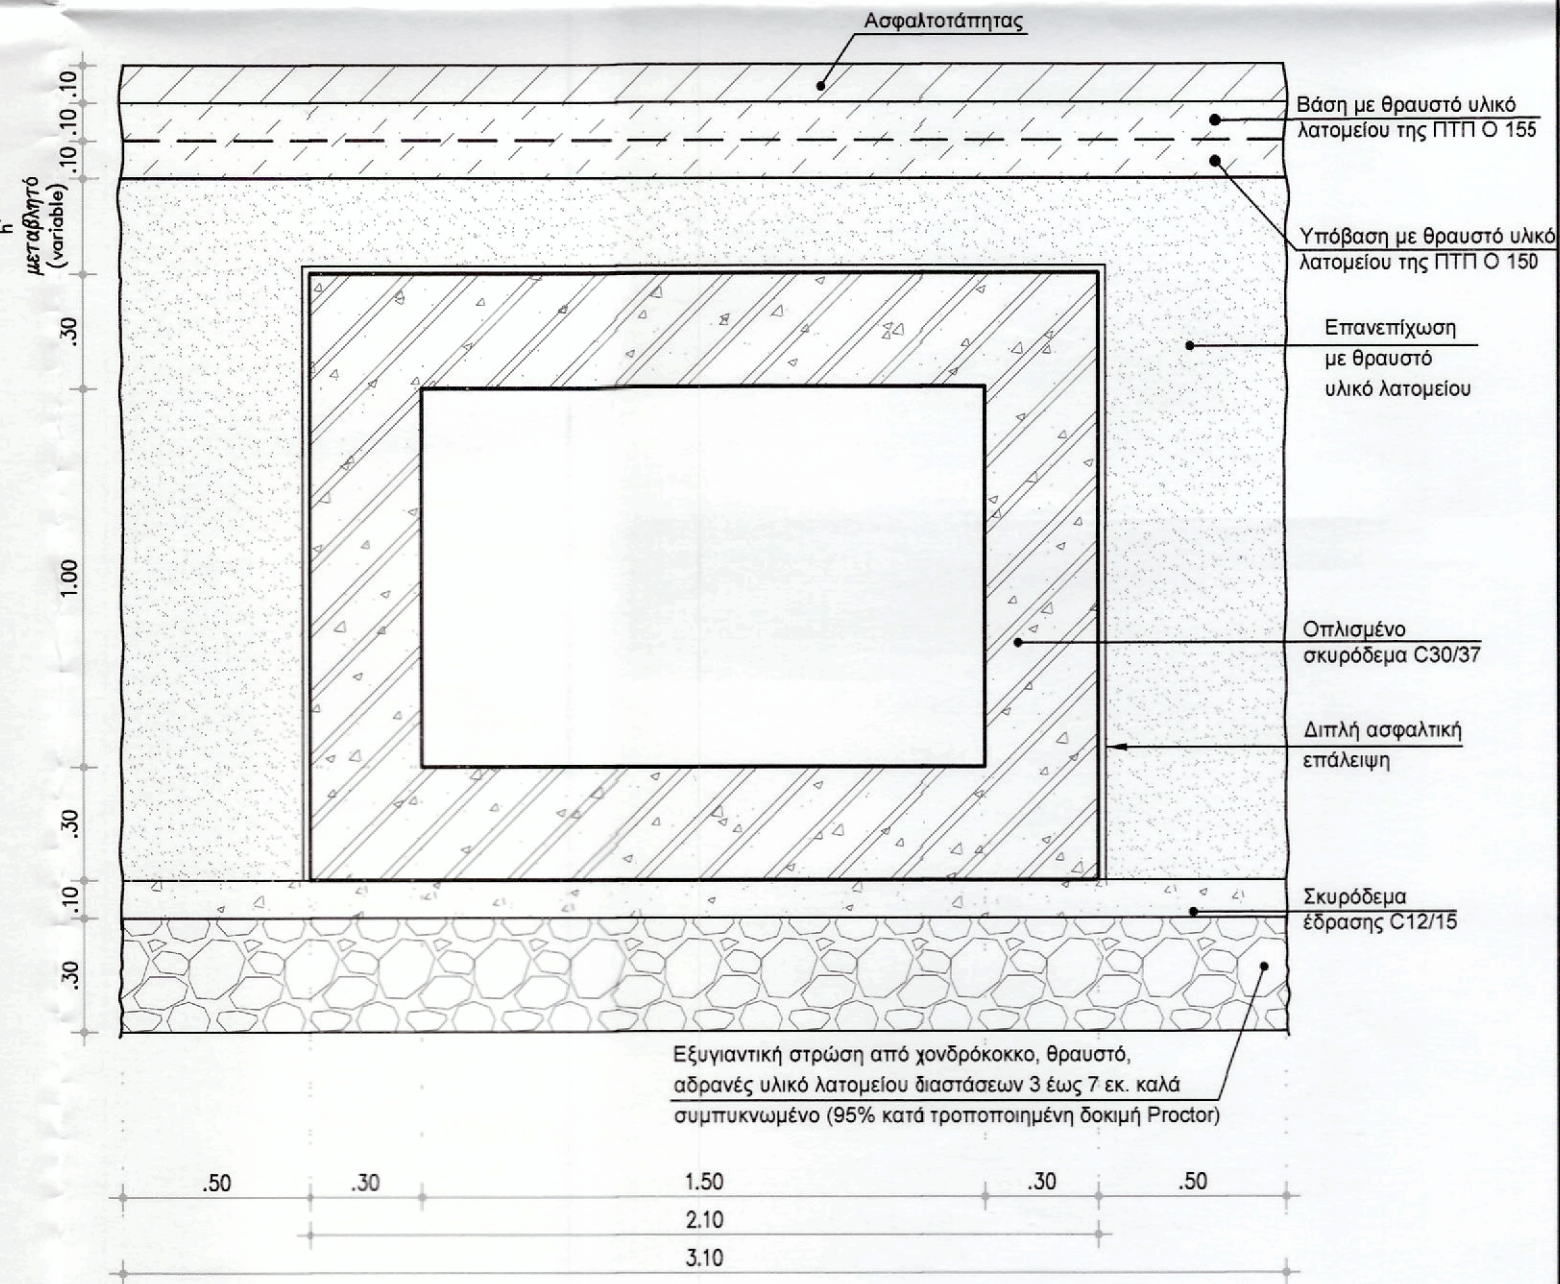 Ασφαλτοτάπητας
.10
.10
.10
Βάση με θραυστό υλικό
λατομείου της ΠΤΠ Ο 155
h
μεταβλητό
(variable)
Υπόβαση με θραυστό υλικό
λατομείου της ΠΤΠ Ο 150
.30
Επανεπίχωση
με θραυστό
υλικό λατομείου
1.00
Οπλισμένο
σκυρόδεμα C30/37
Διπλή ασφαλτική
επάλειψη
.30
.10
Σκυρόδεμα
έδρασης C12/15
.30
Εξυγιαντική στρώση από χονδρόκοκκο, θραυστό,
αδρανές υλικό λατομείου διαστάσεων 3 έως 7 εκ. καλά
συμπυκνωμένο (95% κατά τροποποιημένη δοκιμή Proctor)
.50 .30 1.50 .30 .50
2.10
3.10